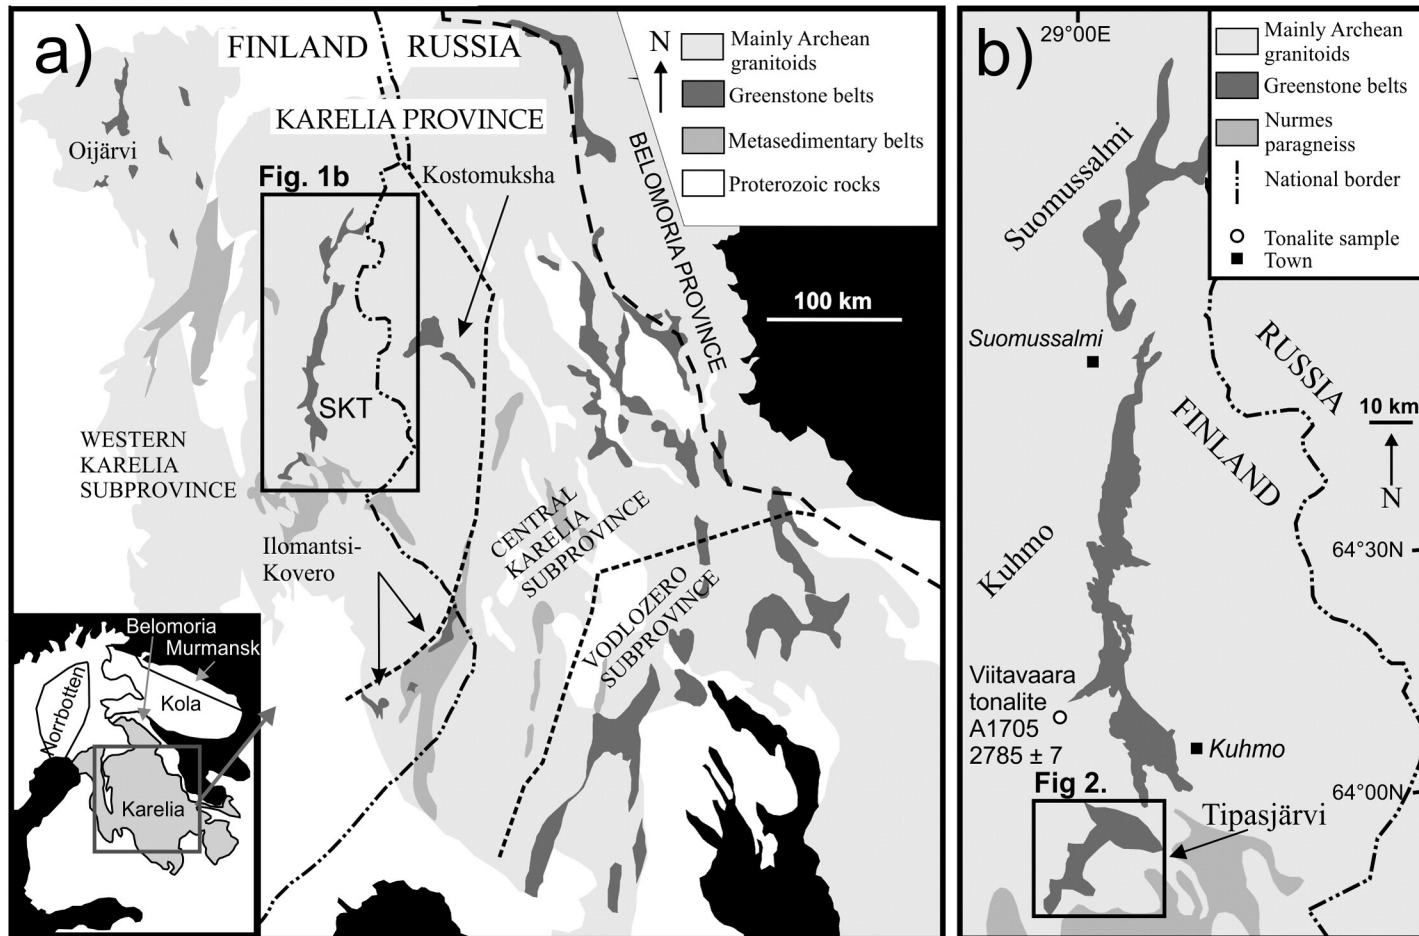 a)
FINLAND
RUSSIA
N
Mainly Archean
granitoids
Greenstone belts
Metasedimentary belts
Proterozoic rocks
KARELIA PROVINCE
Oijärvi
Fig. 1b
Kostomuksha
BELOMORIA PROVINCE
100 km
SKT
WESTERN
KARELIA
SUBPROVINCE
CENTRAL
KARELIA
SUBPROVINCE
Ilomantsi-
Kovero
VODLOZERO
SUBPROVINCE
Belomoria
Murmansk
Norrbotten
Kola
Karelia
b)
29°00E
Mainly Archean
granitoids
Greenstone belts
Nurmes
paragneiss
National border
Tonalite sample
Town
Suomussalmi
Suomussalmi
RUSSIA
FINLAND
10 km
N
Kuhmo
64°30N
Viitavaara
tonalite
A1705
2785 ± 7
Kuhmo
Fig 2.
64°00N
Tipasjärvi